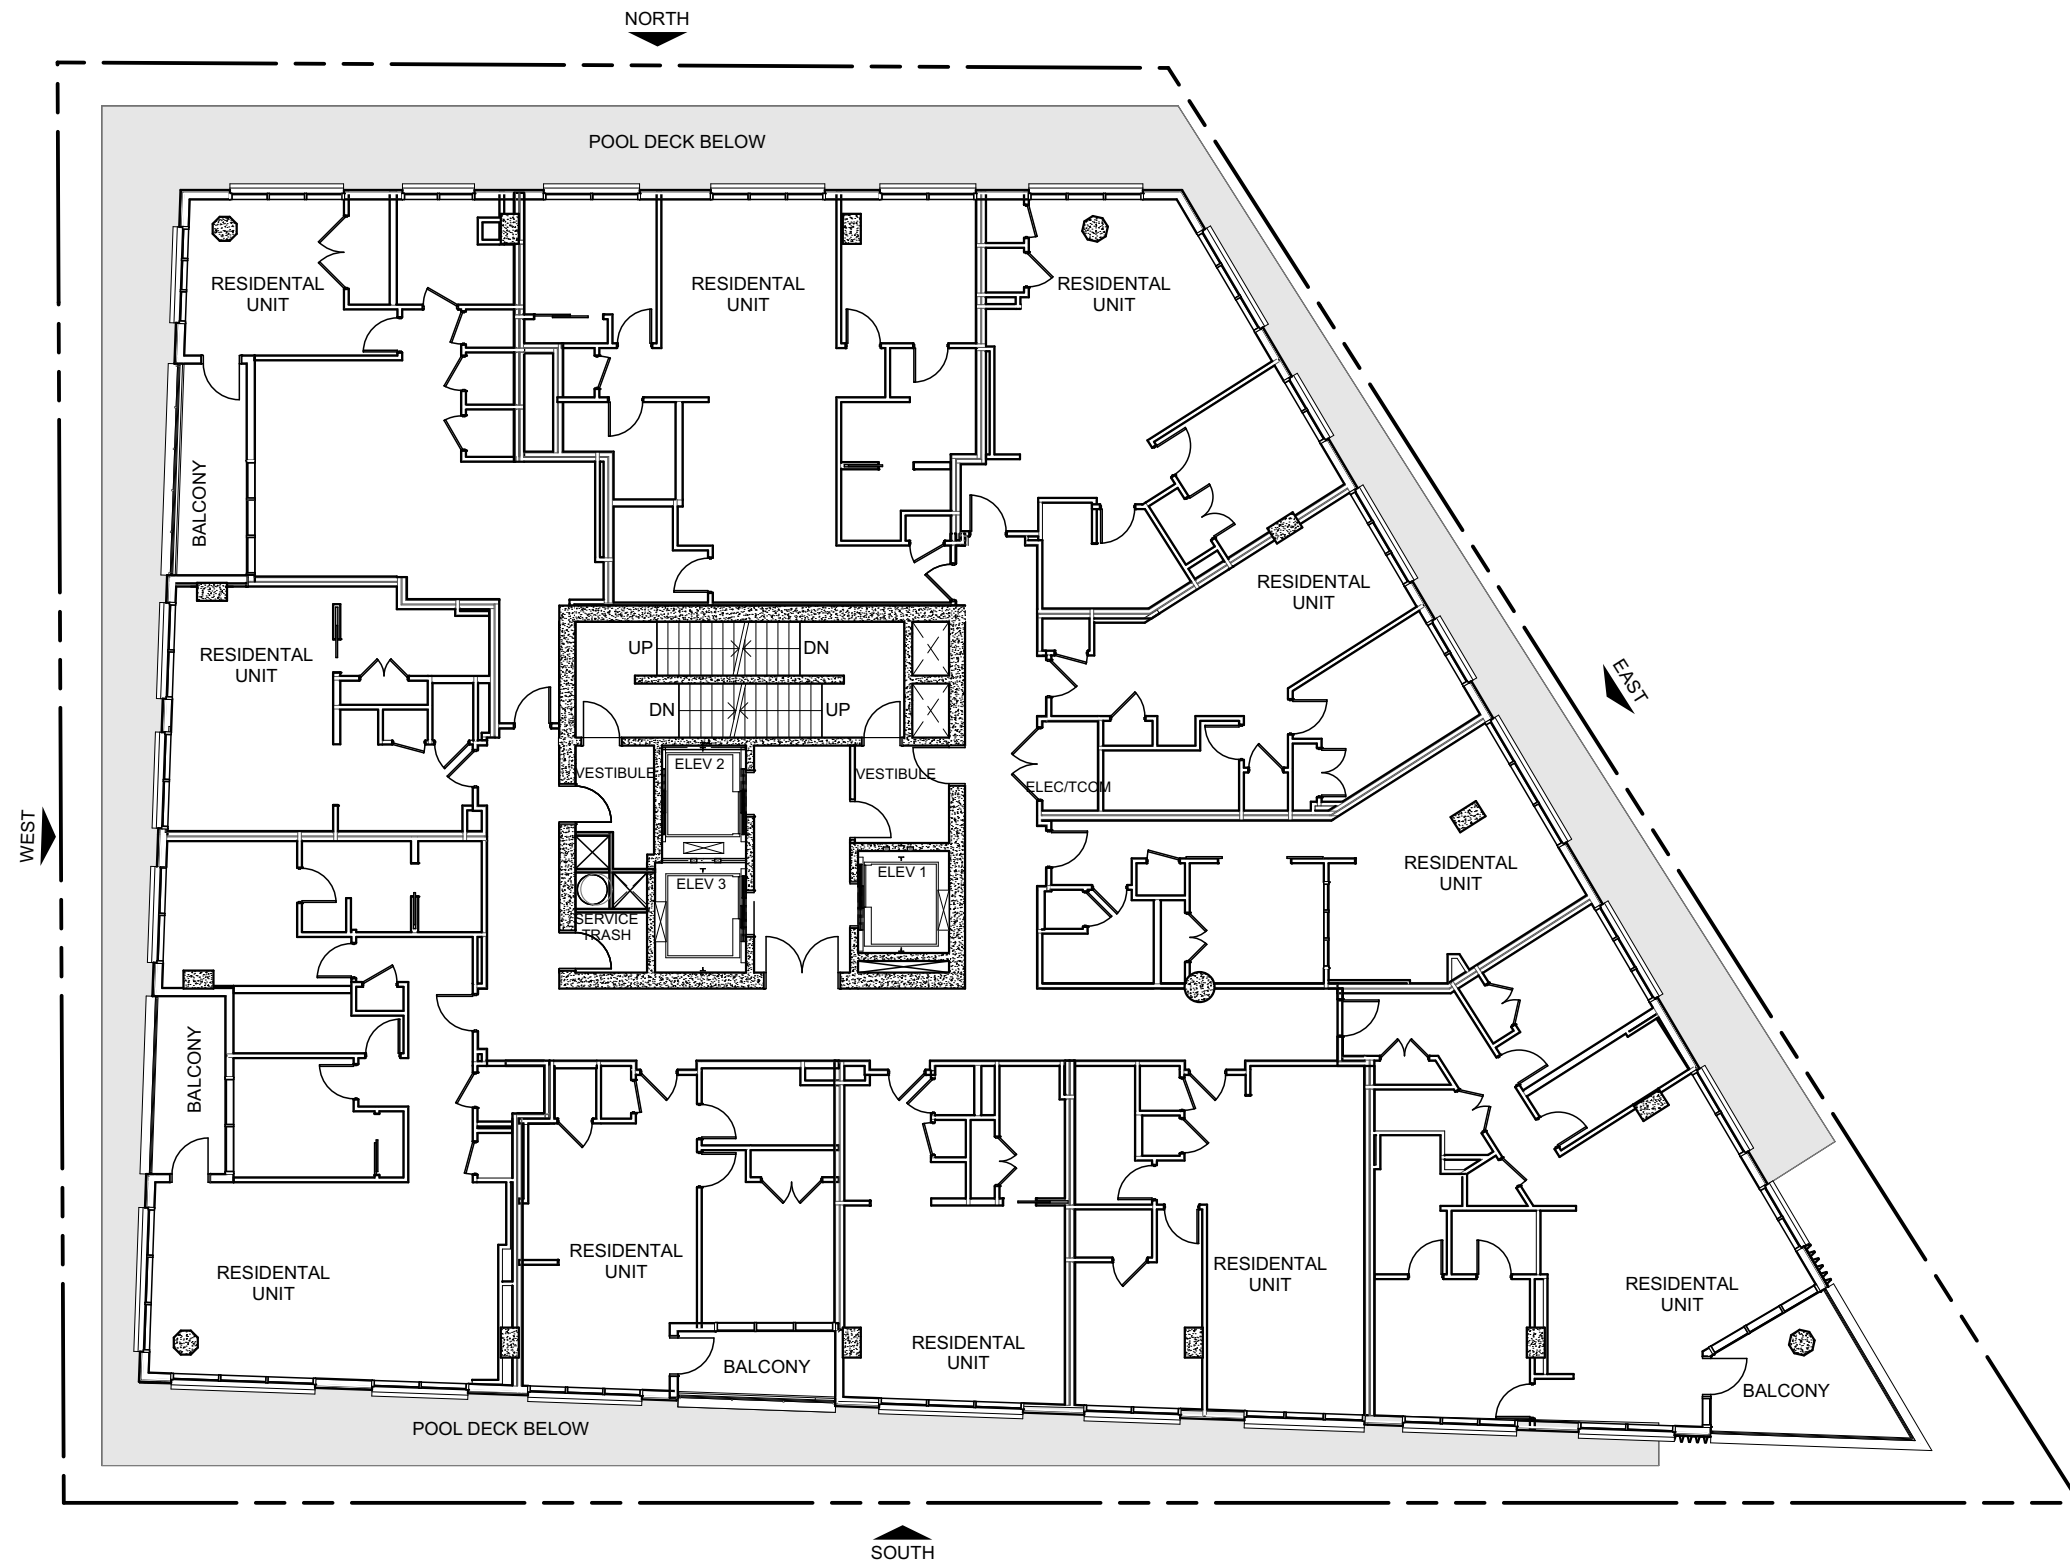 NORTH
POOL DECK BELOW
RESIDENTAL
UNIT
RESIDENTAL
UNIT
RESIDENTAL
UNIT
BALCONY
RESIDENTAL
UNIT
RESIDENTAL
UNIT
UP
DN
DN
UP
EAST
VESTIBULE
ELEV 2
VESTIBULE
ELEC/TCOM
WEST
ELEV 3
ELEV 1
RESIDENTAL
UNIT
SERVICE
TRASH
BALCONY
RESIDENTAL
UNIT
RESIDENTAL
UNIT
RESIDENTAL
UNIT
RESIDENTAL
UNIT
RESIDENTAL
UNIT
BALCONY
BALCONY
POOL DECK BELOW
SOUTH